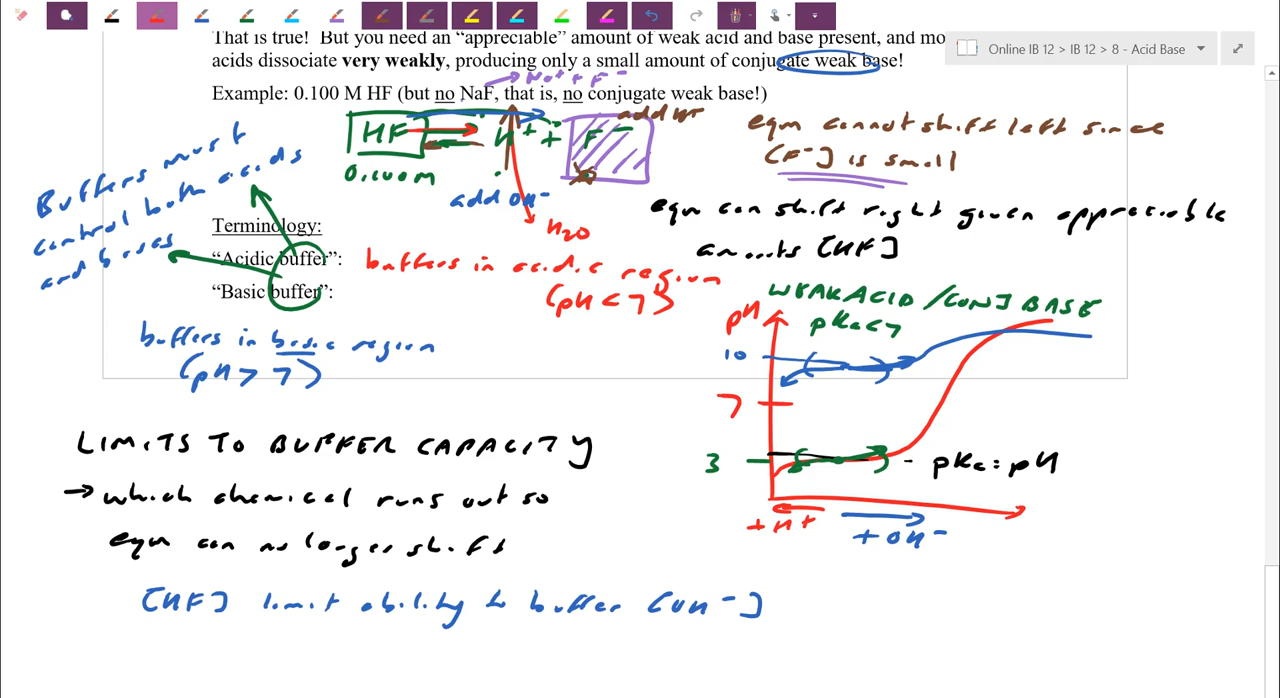 That is true! But you need an “appreciable” amount of weak acid and base present, and mo
acids dissociate very weakly, producing only a small amount of conjugate weak base!
Online IB 12 > IB 12 > 8 - Acid Base
→ Na+ + F-
Example: 0.100 M HF (but no NaF, that is, no conjugate weak base!)
HF H+ + F-
add H+
0.100M
add OH-
H2O
eqm cannot shift left since
[F-] is small
eqm can shift right given appreciable
amounts [HF]
Buffers must
control both acids
and bases
Terminology:
“Acidic buffer”: buffers in acidic region
(pH < 7)
“Basic buffer”:
buffers in basic region
(pH > 7)
WEAK ACID / CONJ BASE
pKa < 7
pH
10
7
3
pKa = pH
+ H+
+ OH-
LIMITS TO BUFFER CAPACITY
→ which chemical runs out so
eqm can no longer shift
[HF] limit ability to buffer [OH-]